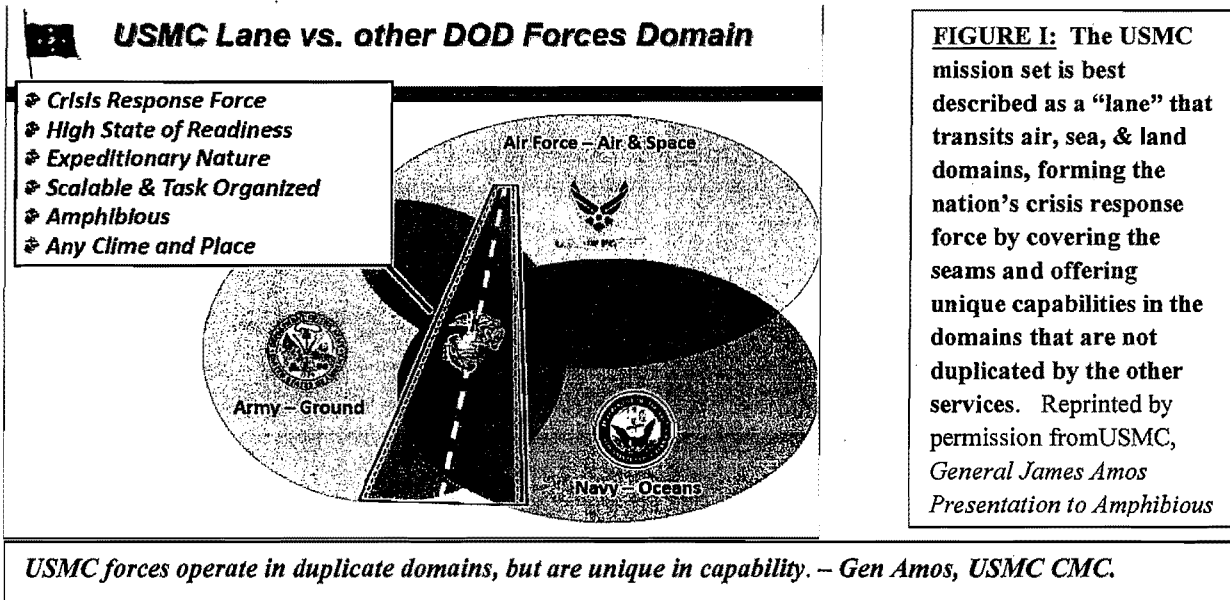 USMC Lane vs. other DOD Forces Domain
Crisis Response Force
High State of Readiness
Expeditionary Nature
Scalable & Task Organized
Amphibious
Any Clime and Place
Air Force – Air & Space
Army – Ground
Navy – Oceans
FIGURE I: The USMC
mission set is best
described as a “lane” that
transits air, sea, & land
domains, forming the
nation’s crisis response
force by covering the
seams and offering
unique capabilities in the
domains that are not
duplicated by the other
services. Reprinted by
permission fromUSMC,
General James Amos
Presentation to Amphibious
USMC forces operate in duplicate domains, but are unique in capability. – Gen Amos, USMC CMC.